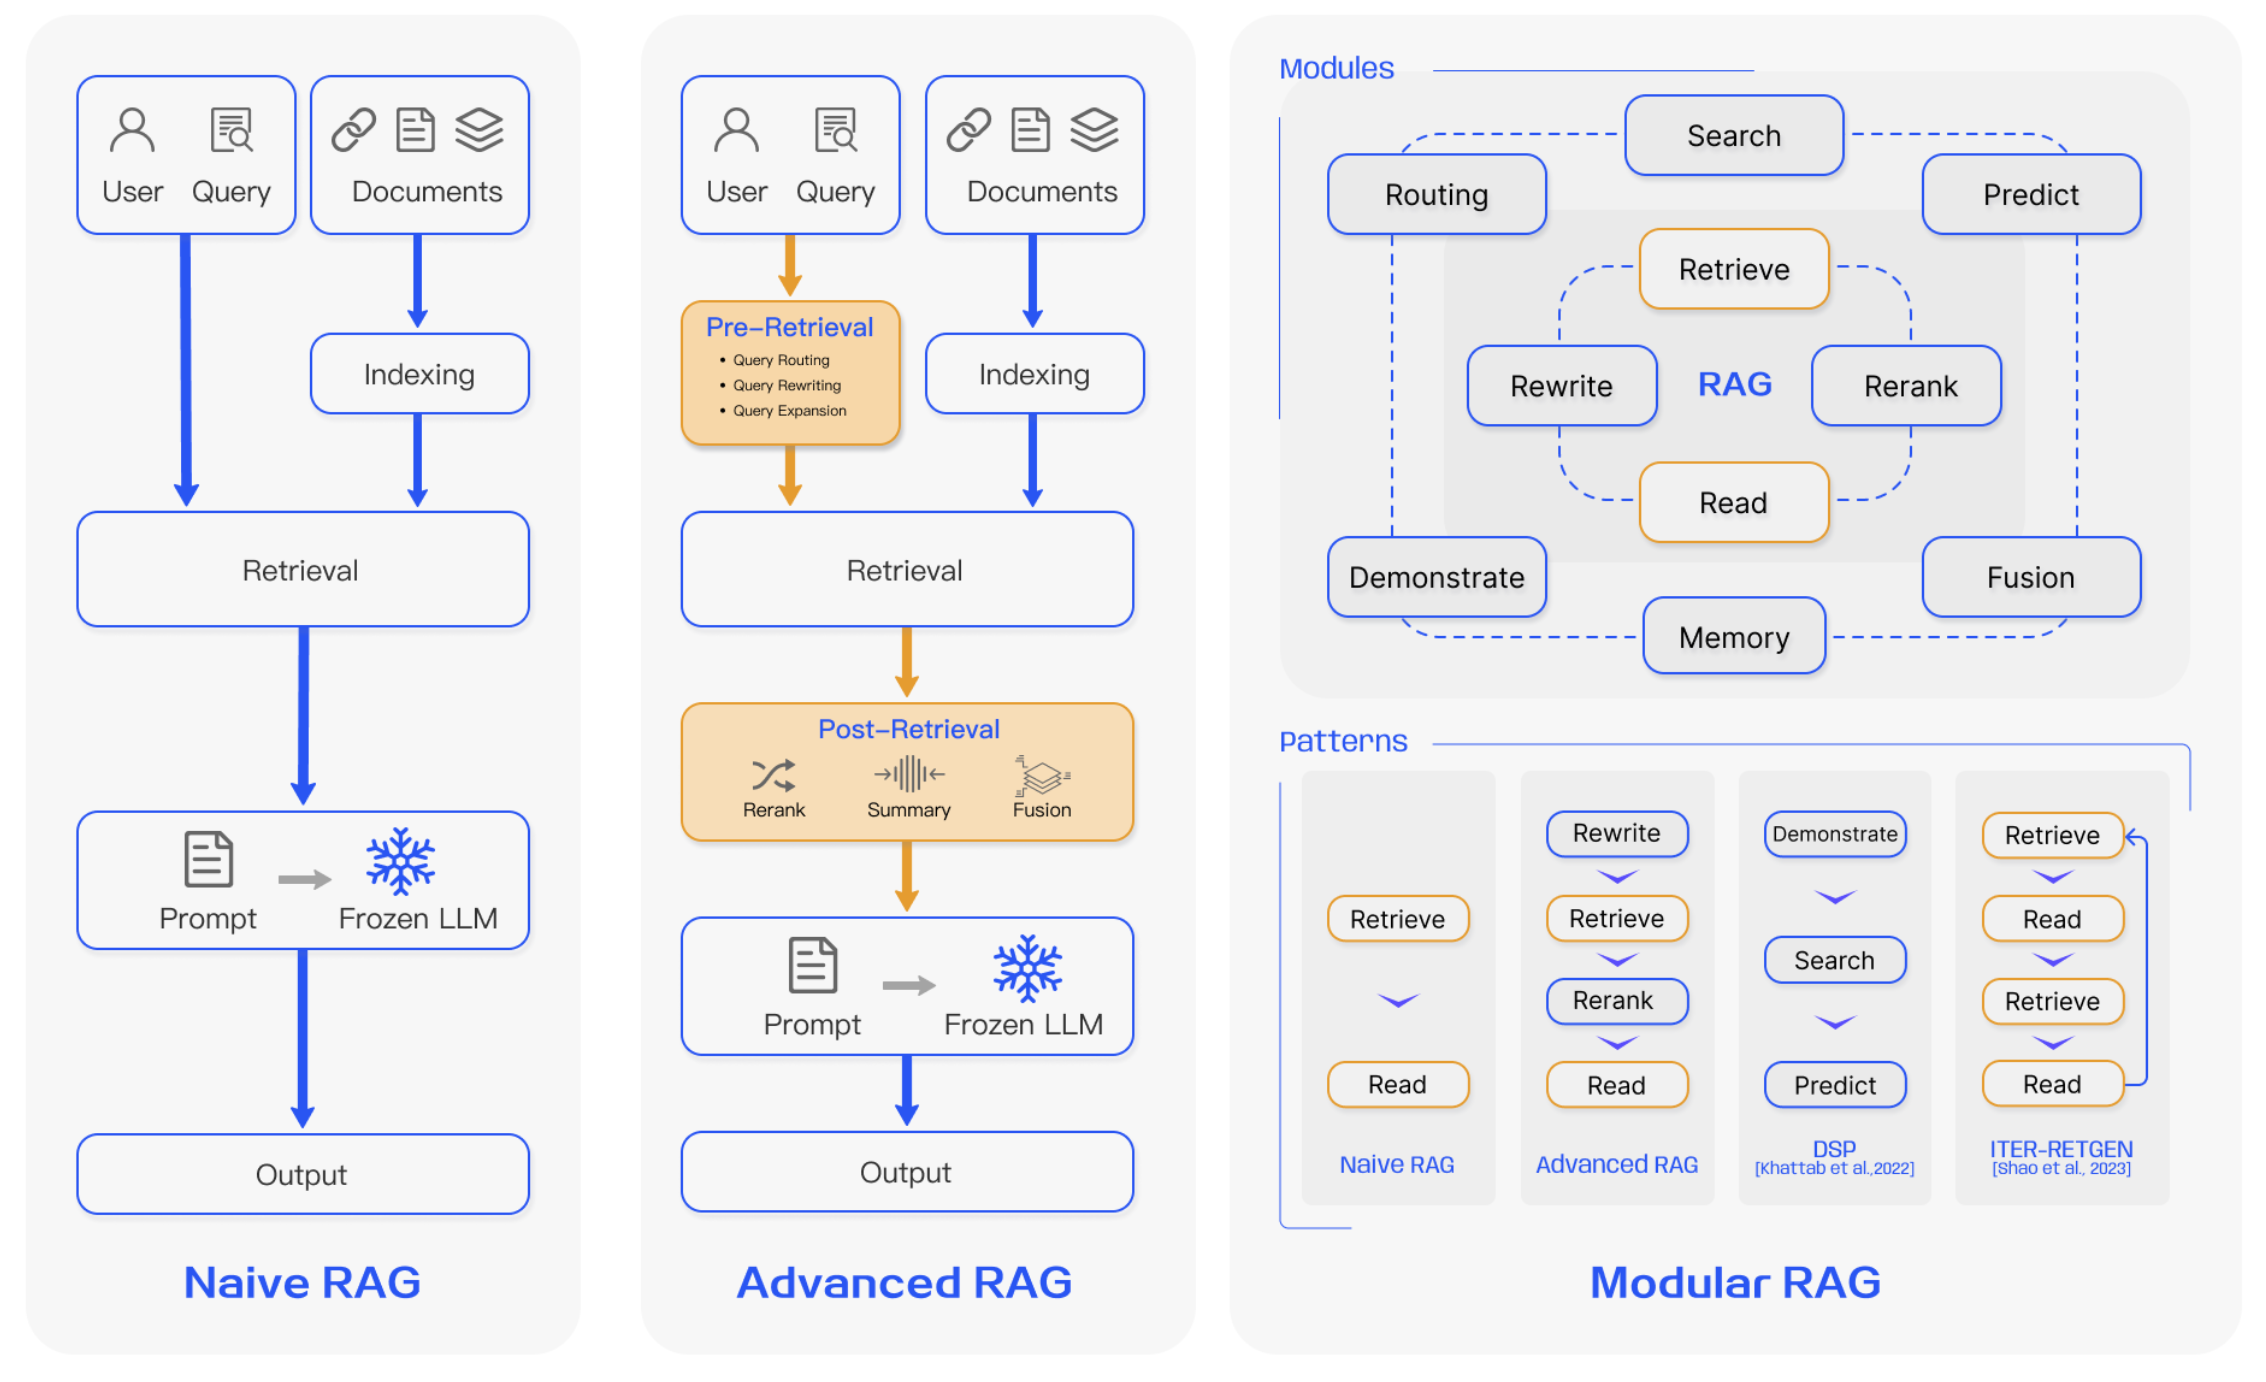 User Query
Documents
Indexing
Retrieval
Prompt
Frozen LLM
Output
Naive RAG
User Query
Documents
Pre-Retrieval
• Query Routing
• Query Rewriting
• Query Expansion
Indexing
Retrieval
Post-Retrieval
Rerank
Summary
Fusion
Prompt
Frozen LLM
Output
Advanced RAG
Modules
Search
Routing
Predict
Retrieve
Rewrite
RAG
Rerank
Read
Demonstrate
Fusion
Memory
Patterns
Retrieve
Read
Naive RAG
Rewrite
Retrieve
Rerank
Read
Advanced RAG
Demonstrate
Search
Predict
DSP
[Khattab et al.,2022]
Retrieve
Read
Retrieve
Read
ITER-RETGEN
[Shao et al., 2023]
Modular RAG